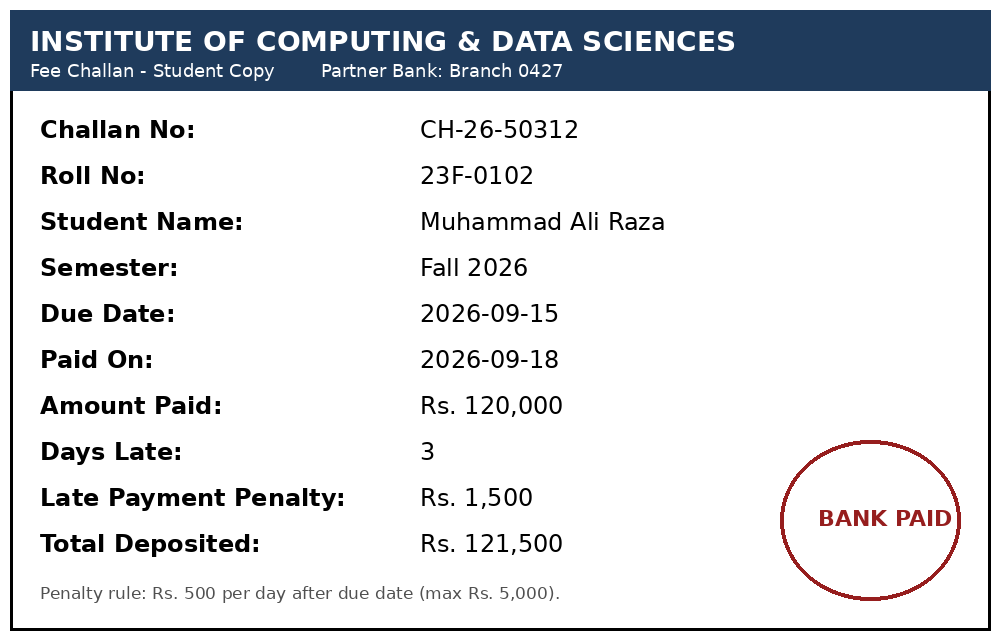 INSTITUTE OF COMPUTING & DATA SCIENCES
Fee Challan - Student Copy Partner Bank: Branch 0427
Challan No: CH-26-50312
Roll No: 23F-0102
Student Name: Muhammad Ali Raza
Semester: Fall 2026
Due Date: 2026-09-15
Paid On: 2026-09-18
Amount Paid: Rs. 120,000
Days Late: 3
Late Payment Penalty: Rs. 1,500
BANK PAID
Total Deposited: Rs. 121,500
Penalty rule: Rs. 500 per day after due date (max Rs. 5,000).